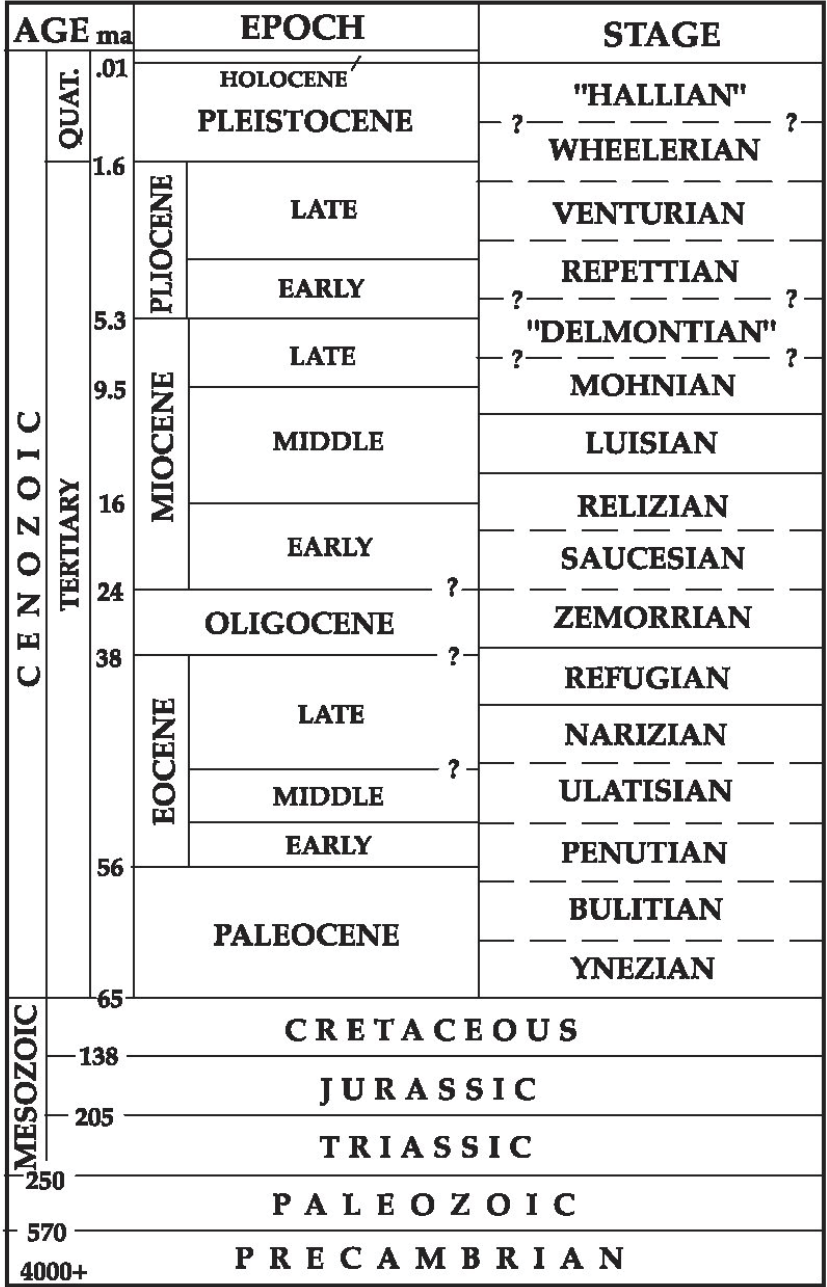 AGE ma EPOCH STAGE
.01
HOLOCENE
QUAT.
PLEISTOCENE
"HALLIAN"
? ?
WHEELERIAN
1.6
CENOZOIC
TERTIARY
PLIOCENE
LATE
VENTURIAN
EARLY
REPETTIAN
? ?
5.3
"DELMONTIAN"
MIOCENE
LATE
? ?
9.5
MOHNIAN
MIDDLE
LUISIAN
16
RELIZIAN
EARLY
SAUCESIAN
24 ?
OLIGOCENE
ZEMORRIAN
38 ?
REFUGIAN
EOCENE
LATE
NARIZIAN
?
MIDDLE
ULATISIAN
EARLY
PENUTIAN
56
BULITIAN
PALEOCENE
YNEZIAN
65
MESOZOIC
CRETACEOUS
138
JURASSIC
205
TRIASSIC
250
PALEOZOIC
570
PRECAMBRIAN
4000+